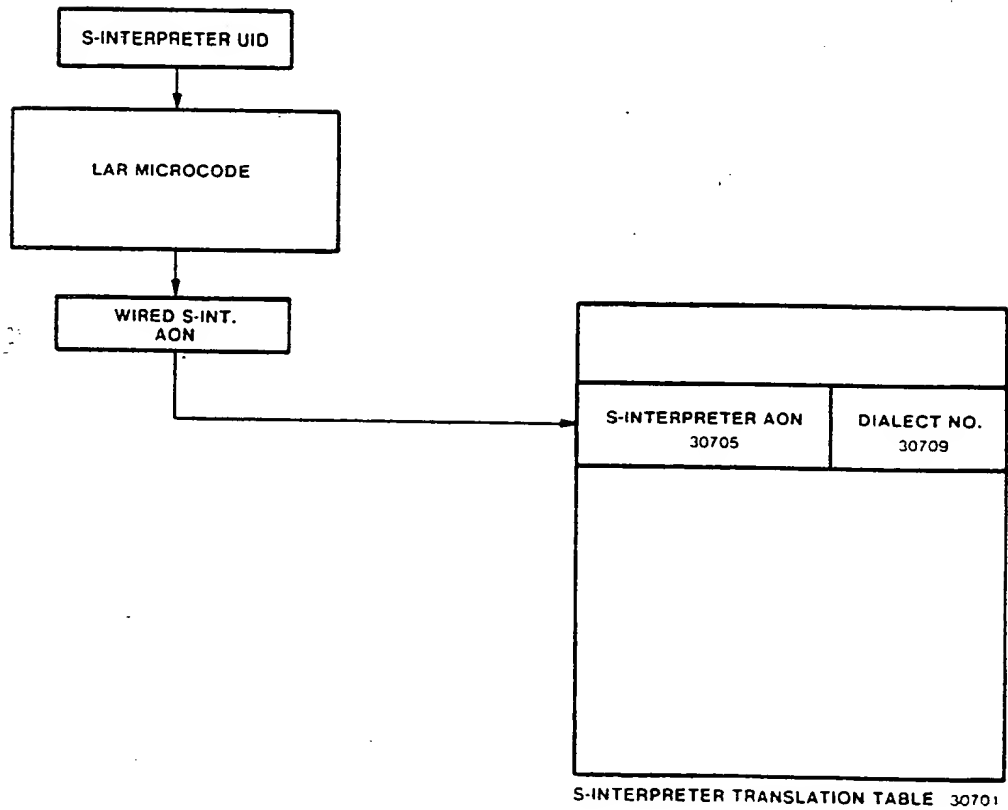 S-INTERPRETER UID
LAR MICROCODE
WIRED S-INT.
AON
S-INTERPRETER AON
30705
DIALECT NO.
30709
S-INTERPRETER TRANSLATION TABLE 30701